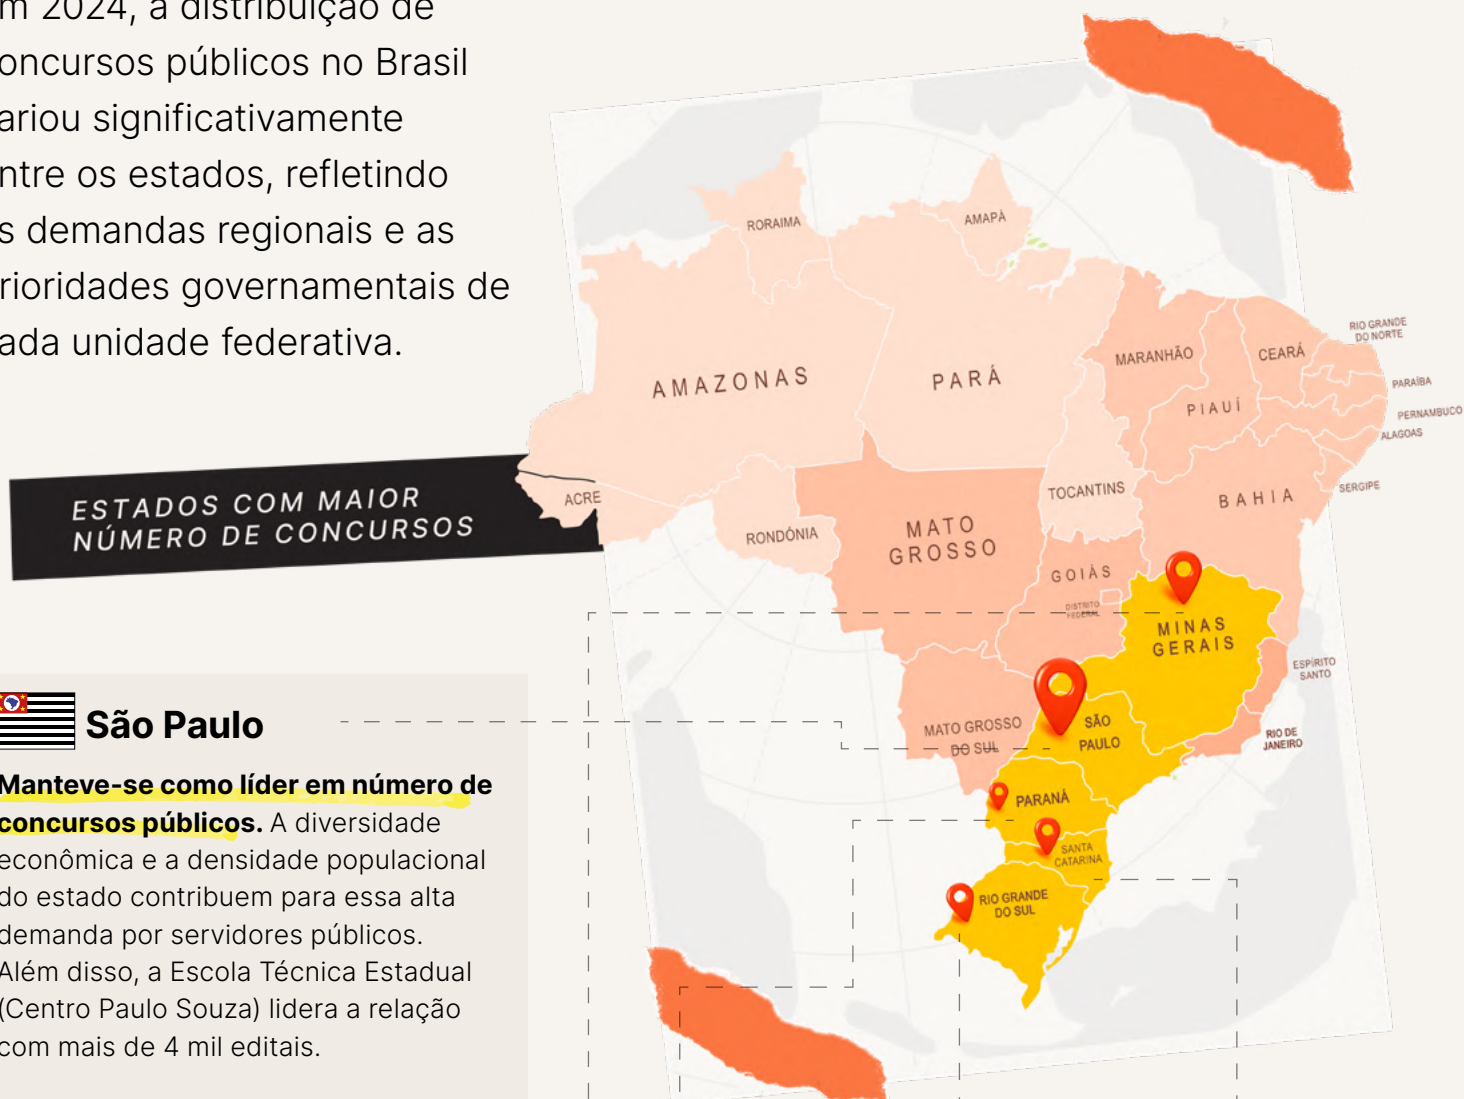 m 2024, a distribuição de
oncursos públicos no Brasil
ariou significativamente
ntre os estados, refletindo
s demandas regionais e as
rioridades governamentais de
ada unidade federativa.
ESTADOS COM MAIOR
NÚMERO DE CONCURSOS
São Paulo
Manteve-se como líder em número de
concursos públicos. A diversidade
econômica e a densidade populacional
do estado contribuem para essa alta
demanda por servidores públicos.
Além disso, a Escola Técnica Estadual
(Centro Paulo Souza) lidera a relação
com mais de 4 mil editais.
RORAIMA
AMAPÁ
AMAZONAS
PARÁ
MARANHÃO
CEARÁ
RIO GRANDE
DO NORTE
PARAÍBA
PIAUÍ
PERNAMBUCO
ALAGOAS
SERGIPE
ACRE
RONDÔNIA
MATO
GROSSO
TOCANTINS
BAHIA
GOIÁS
DISTRITO
FEDERAL
MINAS
GERAIS
ESPÍRITO
SANTO
MATO GROSSO
DO SUL
SÃO
PAULO
RIO DE
JANEIRO
PARANÁ
SANTA
CATARINA
RIO GRANDE
DO SUL